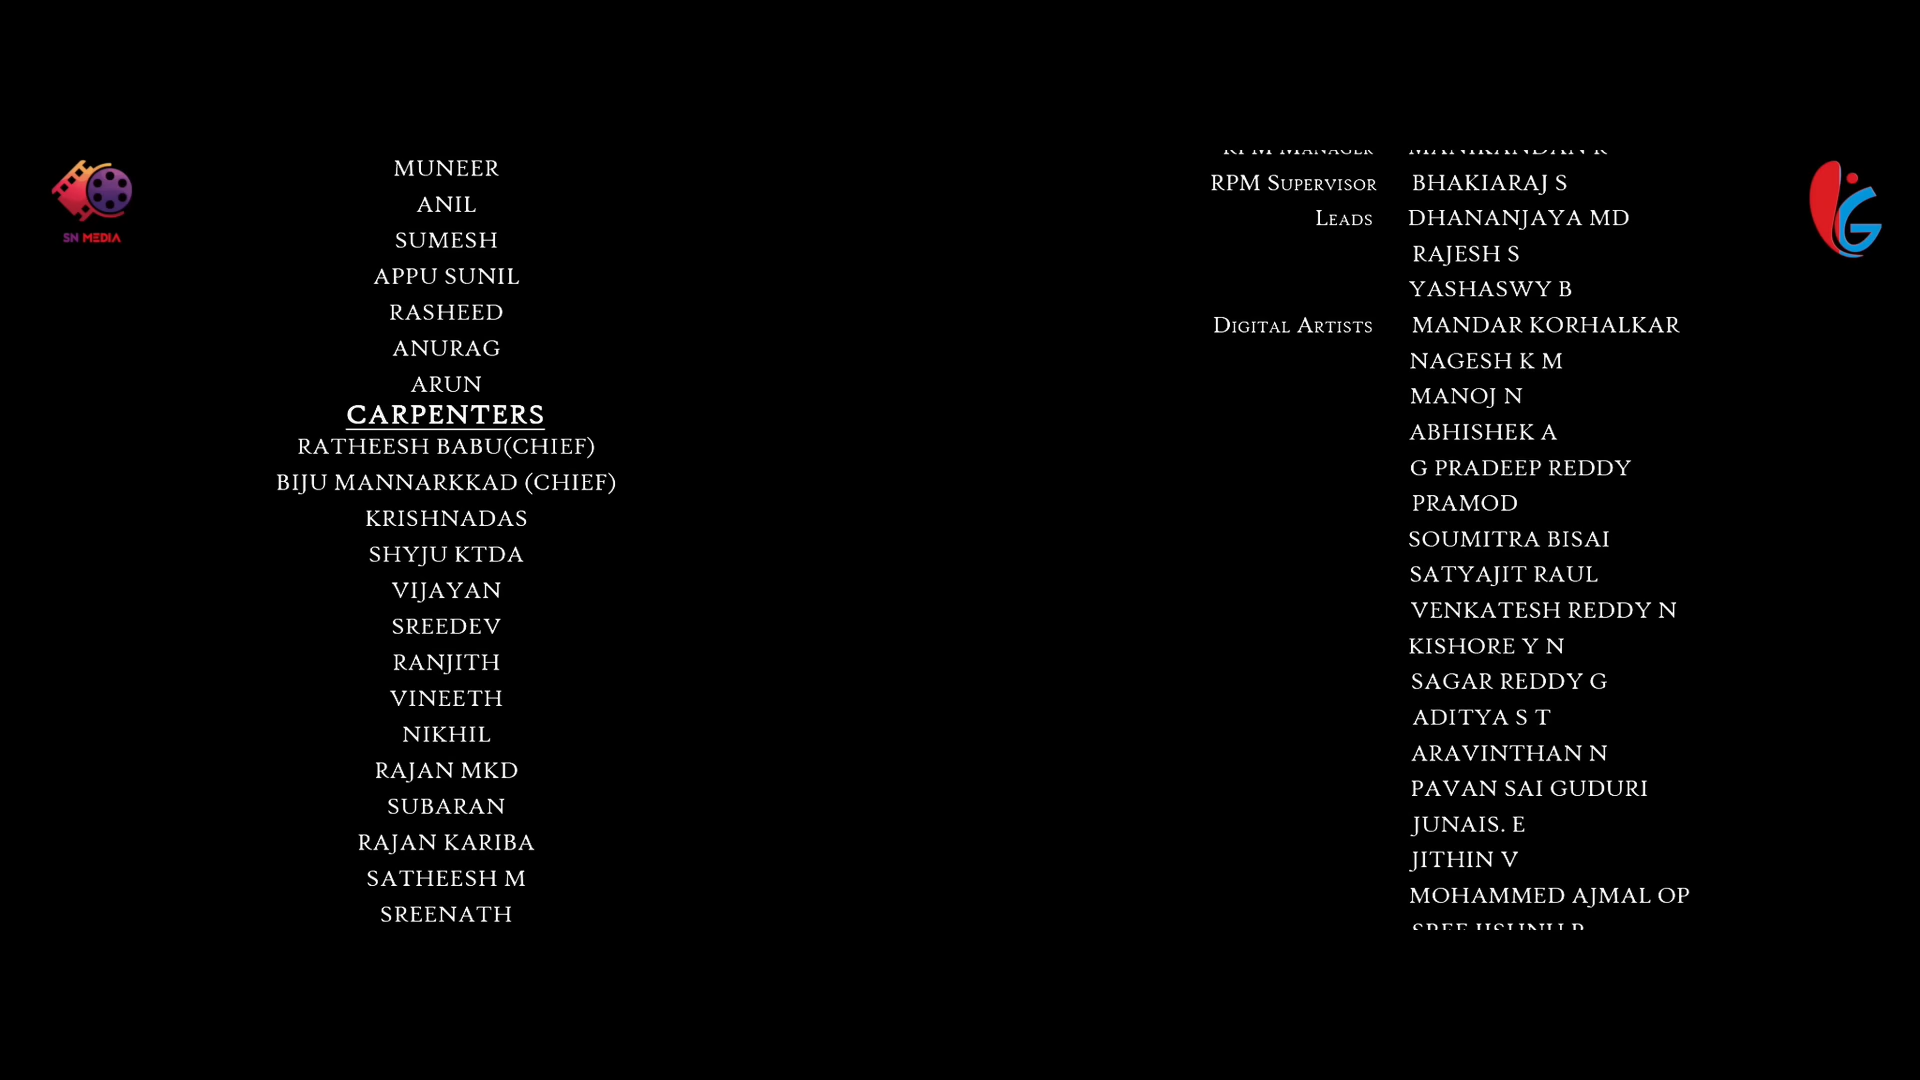 SN MEDIA
MUNEER
ANIL
SUMESH
APPU SUNIL
RASHEED
ANURAG
ARUN
CARPENTERS
RATHEESH BABU(CHIEF)
BIJU MANNARKKAD (CHIEF)
KRISHNADAS
SHYJU KTDA
VIJAYAN
SREEDEV
RANJITH
VINEETH
NIKHIL
RAJAN MKD
SUBARAN
RAJAN KARIBA
SATHEESH M
SREENATH
RPM Manager MANIKANDAN R
RPM Supervisor BHAKIARAJ S
Leads DHANANJAYA MD
RAJESH S
YASHASWY B
Digital Artists MANDAR KORHALKAR
NAGESH K M
MANOJ N
ABHISHEK A
G PRADEEP REDDY
PRAMOD
SOUMITRA BISAI
SATYAJIT RAUL
VENKATESH REDDY N
KISHORE Y N
SAGAR REDDY G
ADITYA S T
ARAVINTHAN N
PAVAN SAI GUDURI
JUNAIS. E
JITHIN V
MOHAMMED AJMAL OP
G